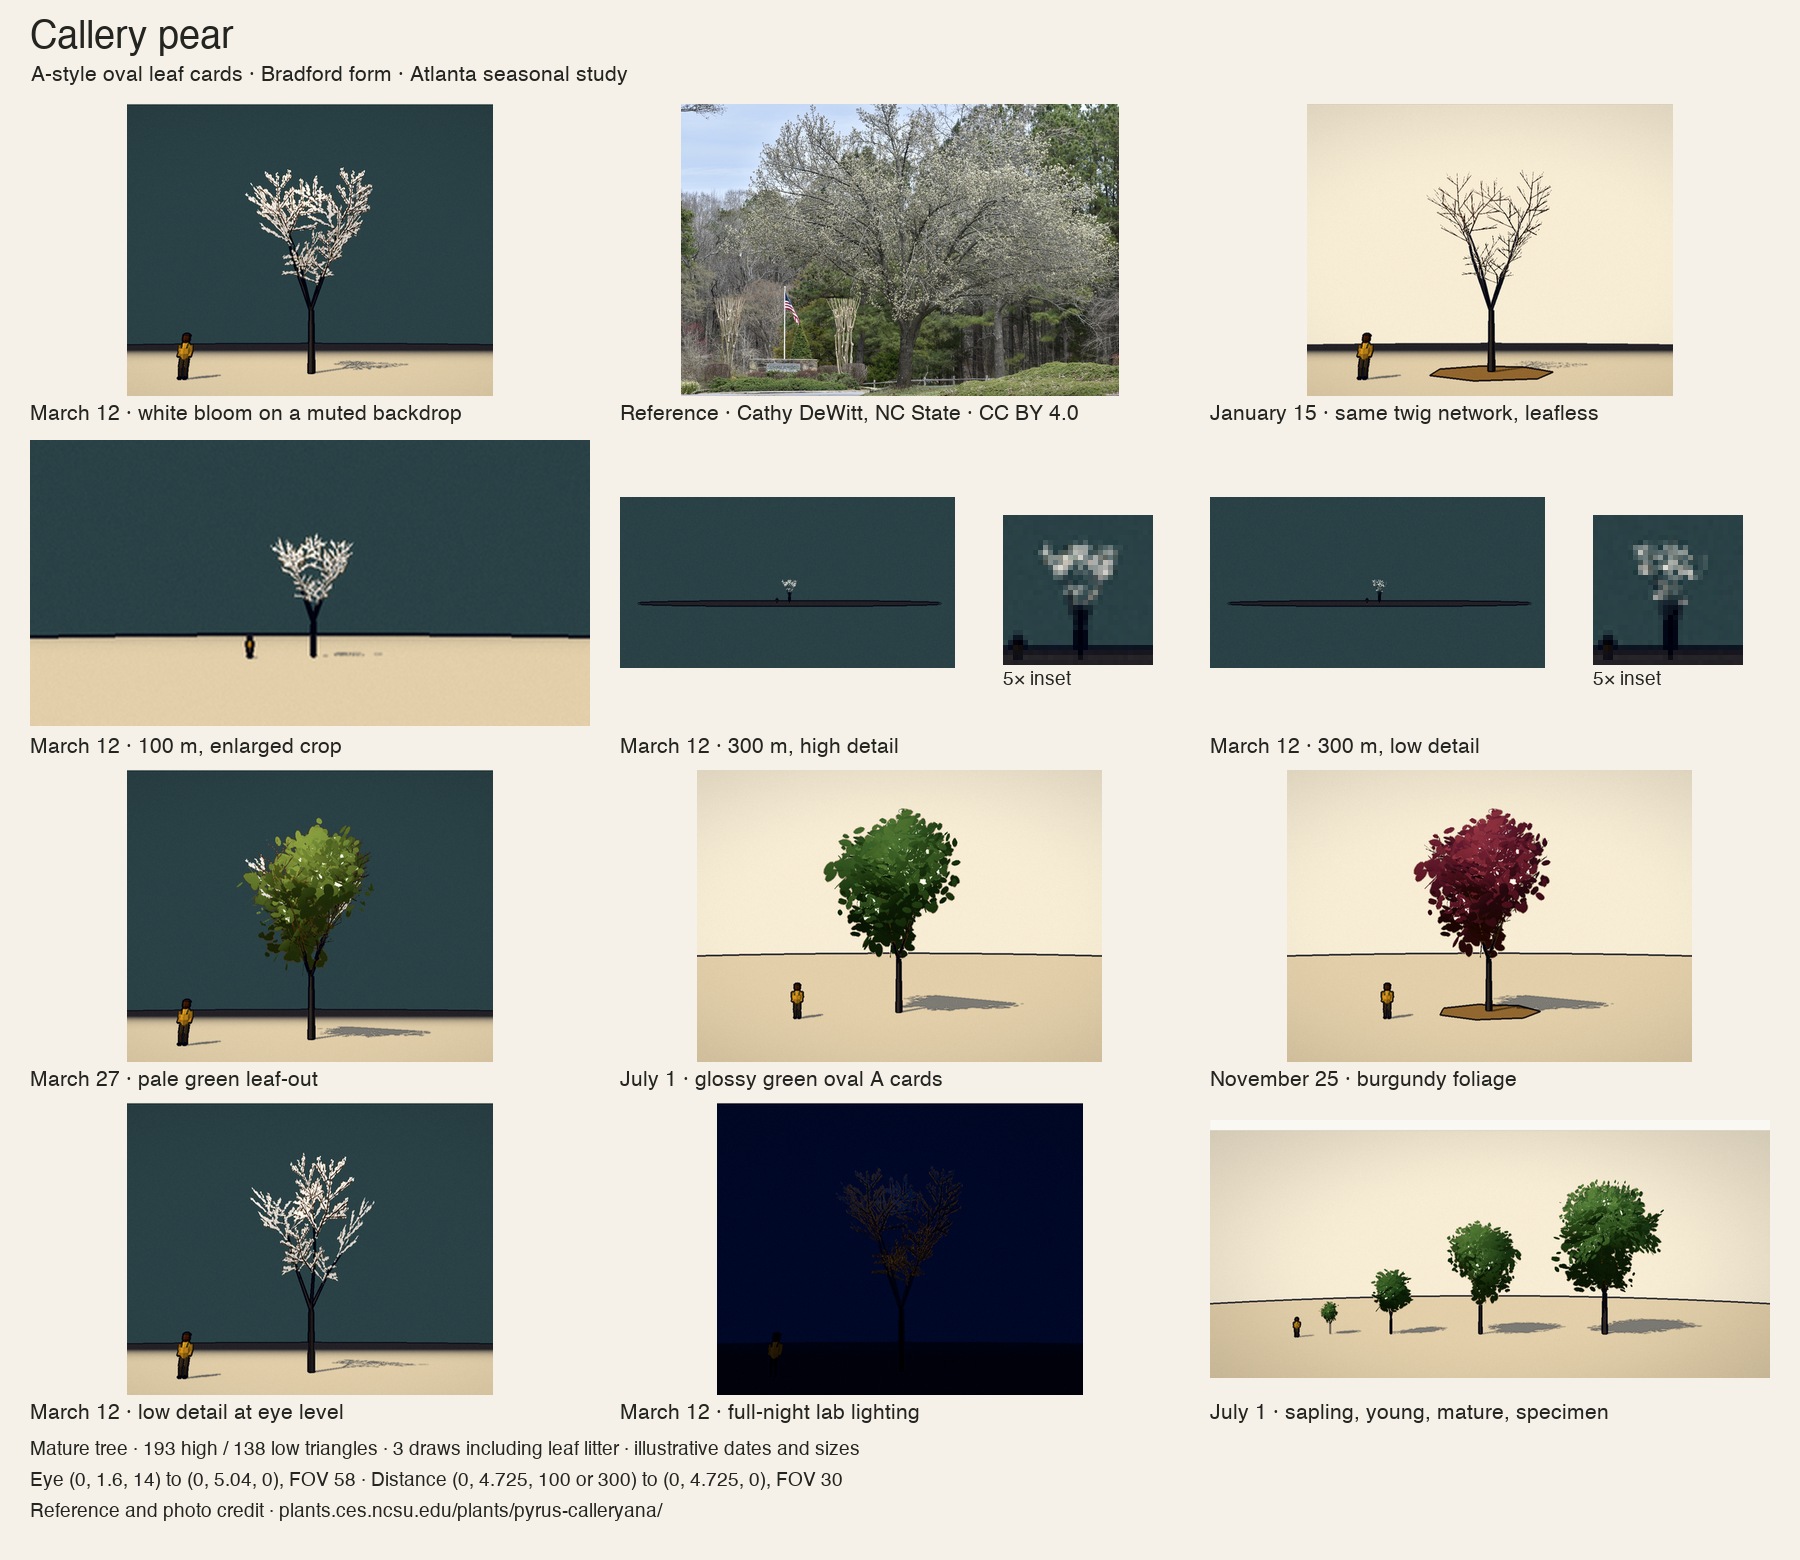 Callery pear
A-style oval leaf cards · Bradford form · Atlanta seasonal study
March 12 · white bloom on a muted backdrop
Reference · Cathy DeWitt, NC State · CC BY 4.0
January 15 · same twig network, leafless
5× inset
5× inset
March 12 · 100 m, enlarged crop
March 12 · 300 m, high detail
March 12 · 300 m, low detail
March 27 · pale green leaf-out
July 1 · glossy green oval A cards
November 25 · burgundy foliage
March 12 · low detail at eye level
March 12 · full-night lab lighting
July 1 · sapling, young, mature, specimen
Mature tree · 193 high / 138 low triangles · 3 draws including leaf litter · illustrative dates and sizes
Eye (0, 1.6, 14) to (0, 5.04, 0), FOV 58 · Distance (0, 4.725, 100 or 300) to (0, 4.725, 0), FOV 30
Reference and photo credit · plants.ces.ncsu.edu/plants/pyrus-calleryana/